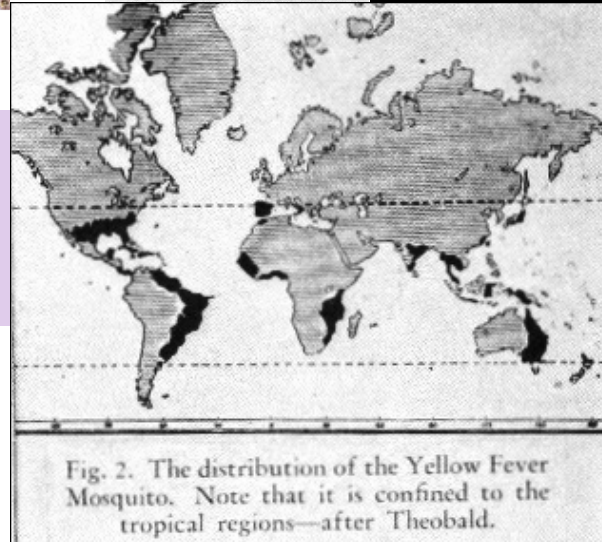 Fig. 2. The distribution of the Yellow Fever
Mosquito. Note that it is confined to the
tropical regions—after Theobald.